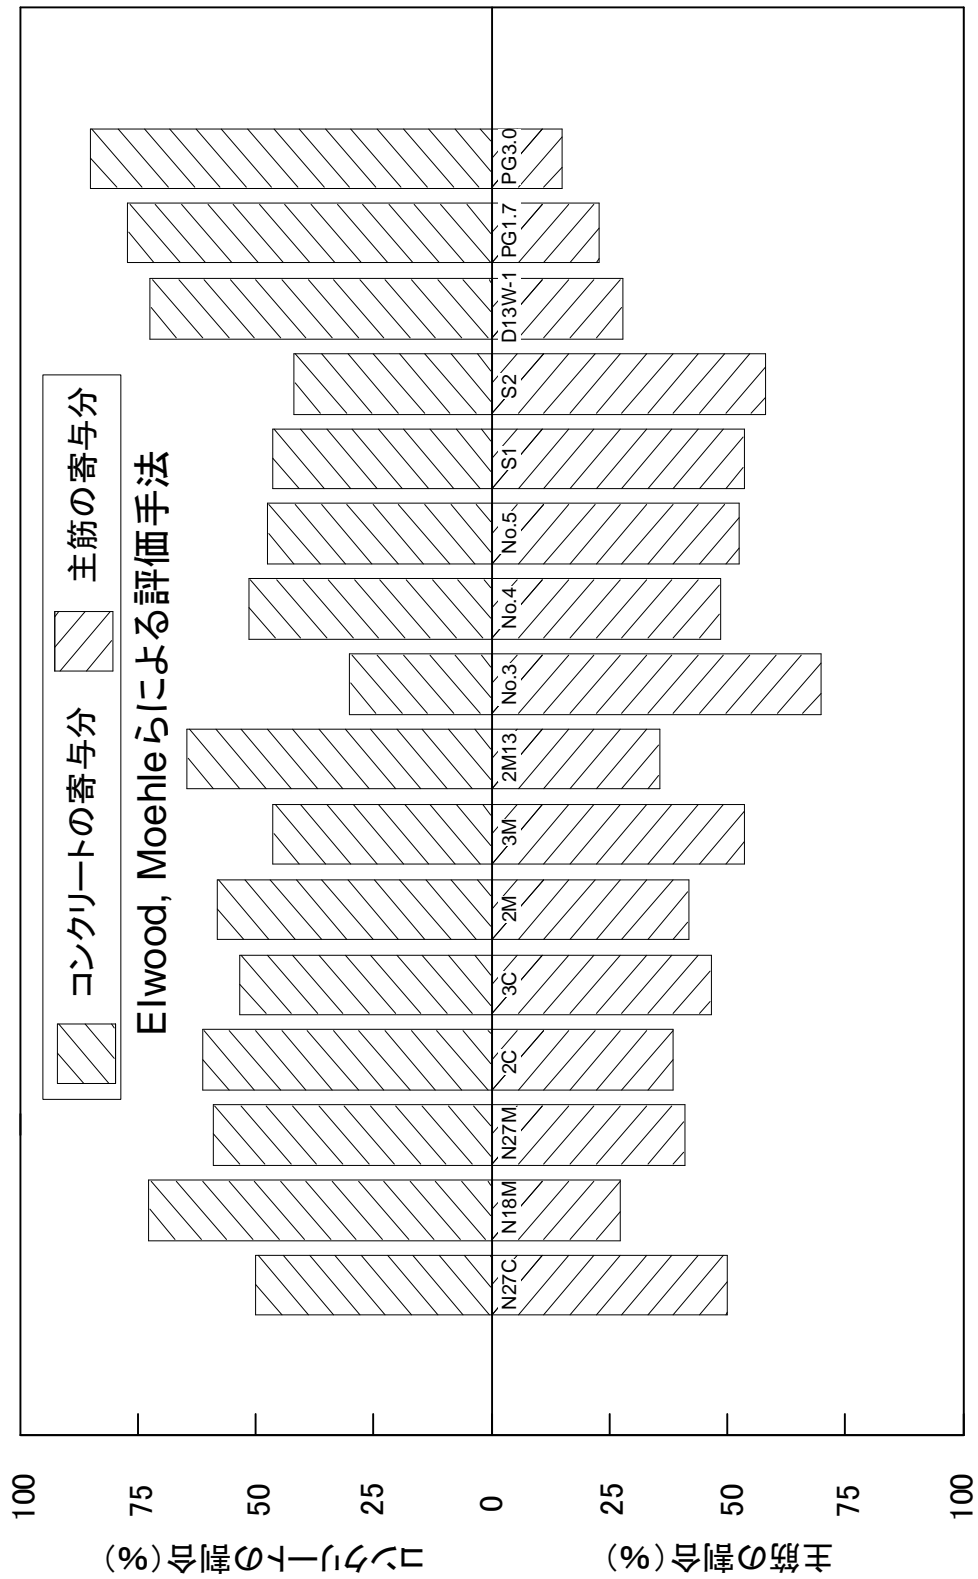 コンクリートの寄与分 主筋の寄与分
Elwood, Moehleらによる評価手法
コンクリートの割合(%)
主筋の割合(%)
100
75
50
25
0
25
50
75
100
N27C
N18M
N27M
2C
3C
2M
3M
2M13
No.3
No.4
No.5
S1
S2
D13W-1
PG1.7
PG3.0